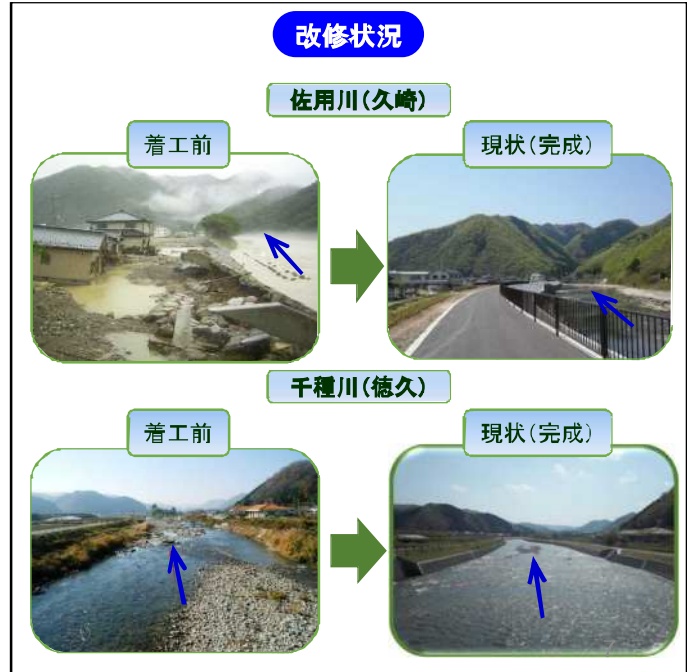 改修状況
佐用川(久崎)
着工前
現状(完成)
千種川(徳久)
着工前
現状(完成)